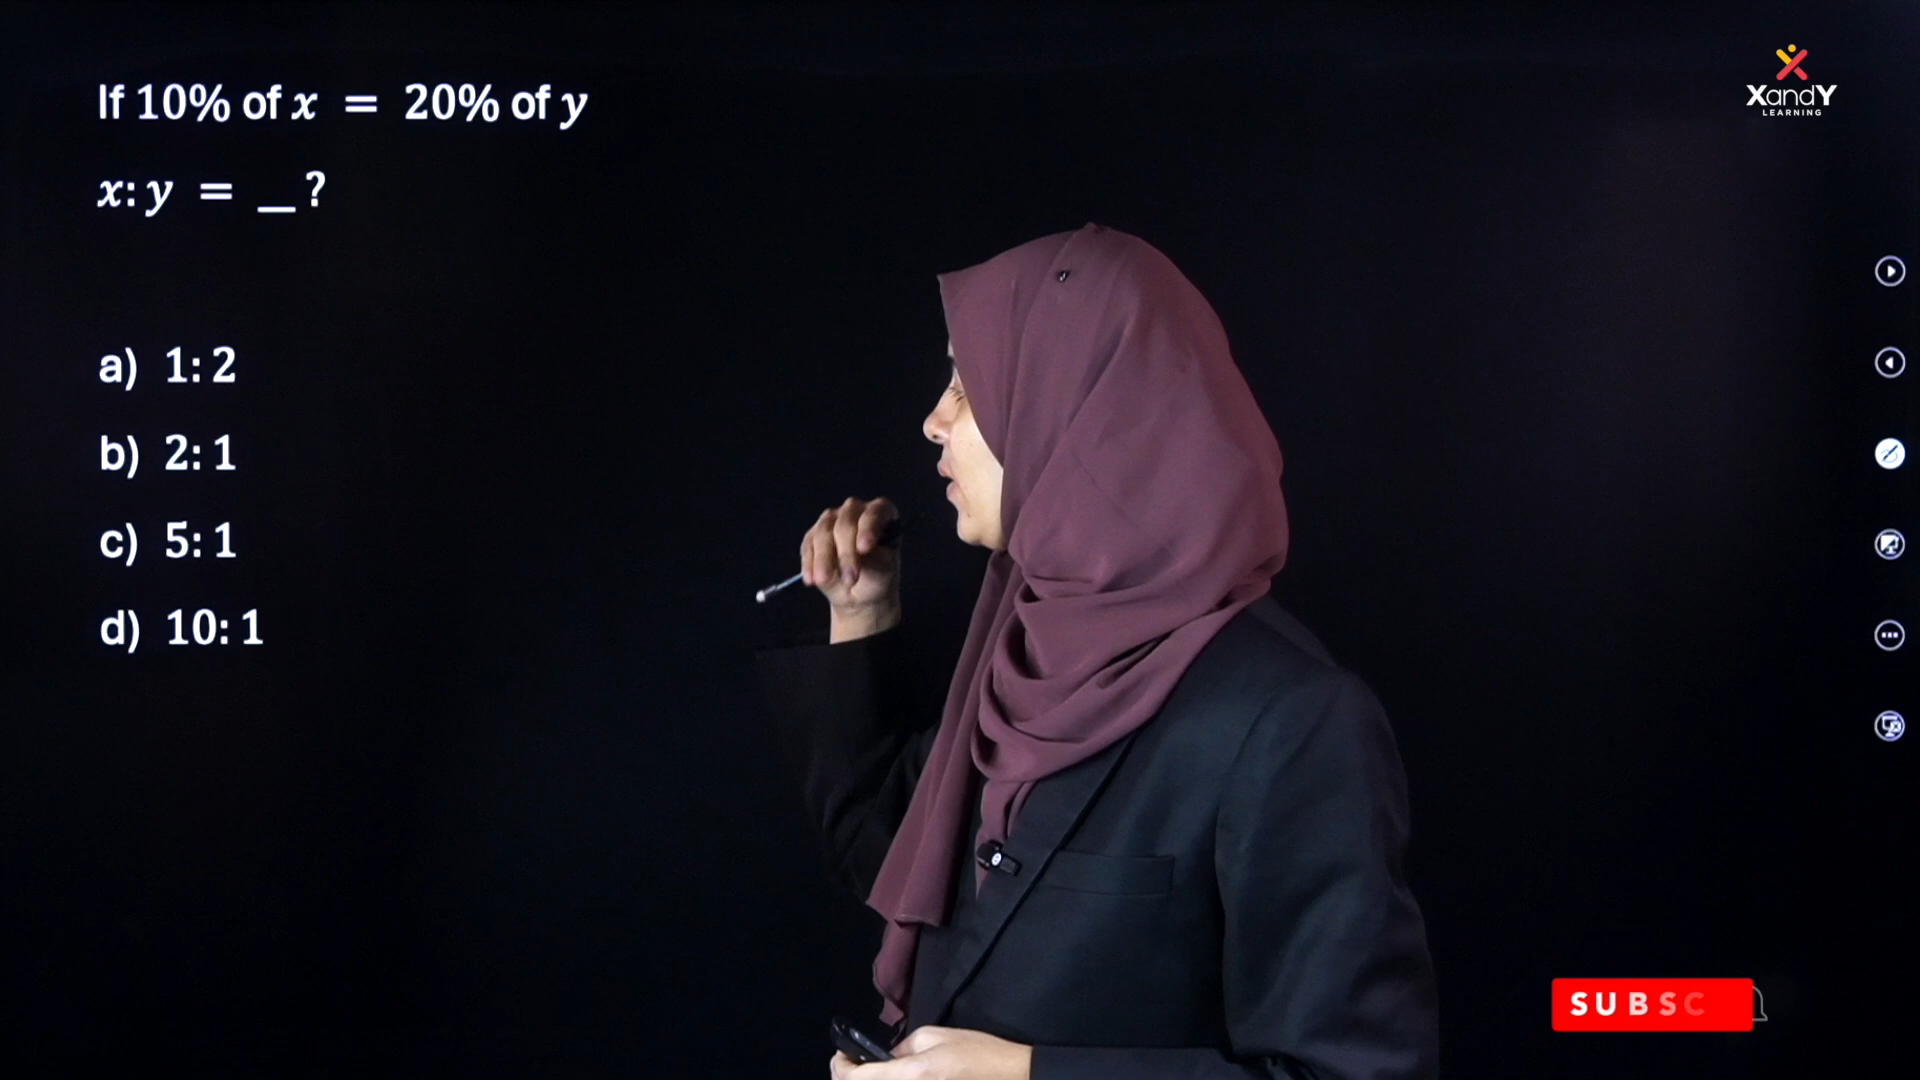 If 10% of x = 20% of y
x: y = _ ?
a) 1: 2
b) 2: 1
c) 5: 1
d) 10: 1
XandY
LEARNING
SUBSC